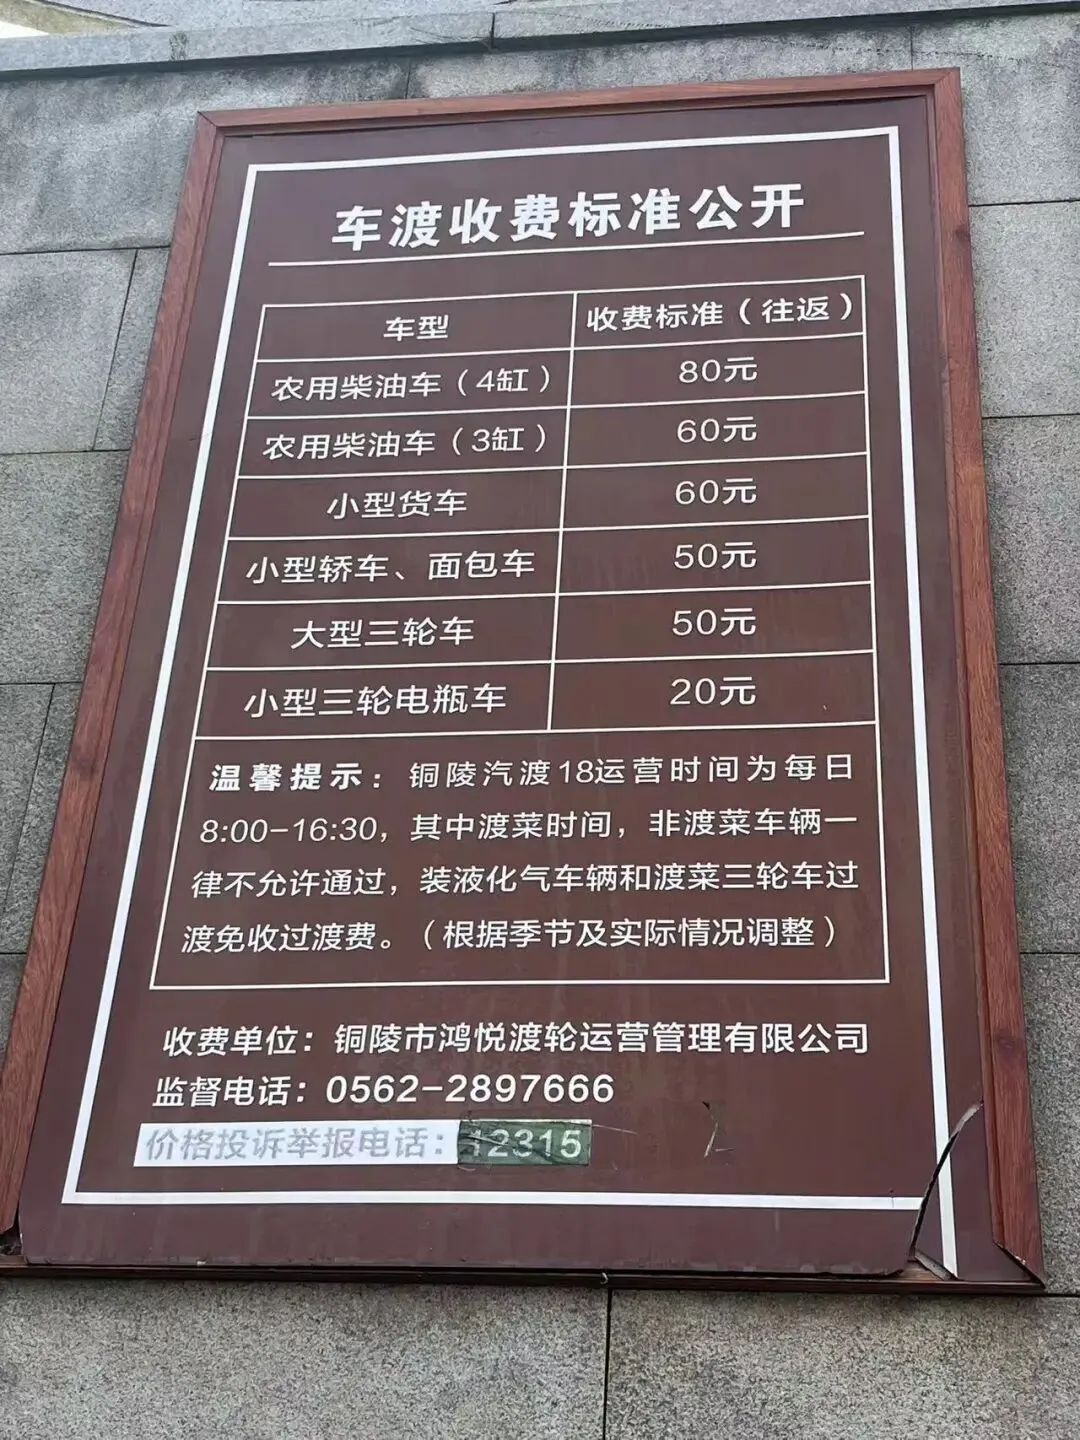 车渡收费标准公开
车型 收费标准（往返）
农用柴油车（4缸） 80元
农用柴油车（3缸） 60元
小型货车 60元
小型轿车、面包车 50元
大型三轮车 50元
小型三轮电瓶车 20元
温馨提示：铜陵汽渡18运营时间为每日
8:00-16:30，其中渡菜时间，非渡菜车辆一
律不允许通过，装液化气车辆和渡菜三轮车过
渡免收过渡费。（根据季节及实际情况调整）
收费单位：铜陵市鸿悦渡轮运营管理有限公司
监督电话：0562-2897666
价格投诉举报电话：12315